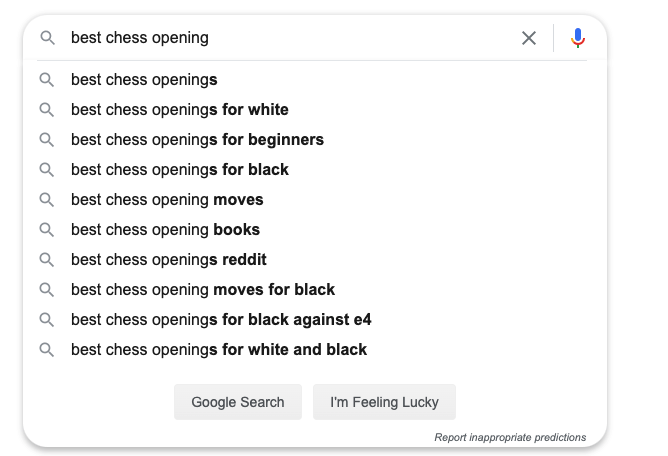 best chess opening
best chess openings
best chess openings for white
best chess openings for beginners
best chess openings for black
best chess opening moves
best chess opening books
best chess openings reddit
best chess opening moves for black
best chess openings for black against e4
best chess openings for white and black
Google Search I'm Feeling Lucky
Report inappropriate predictions